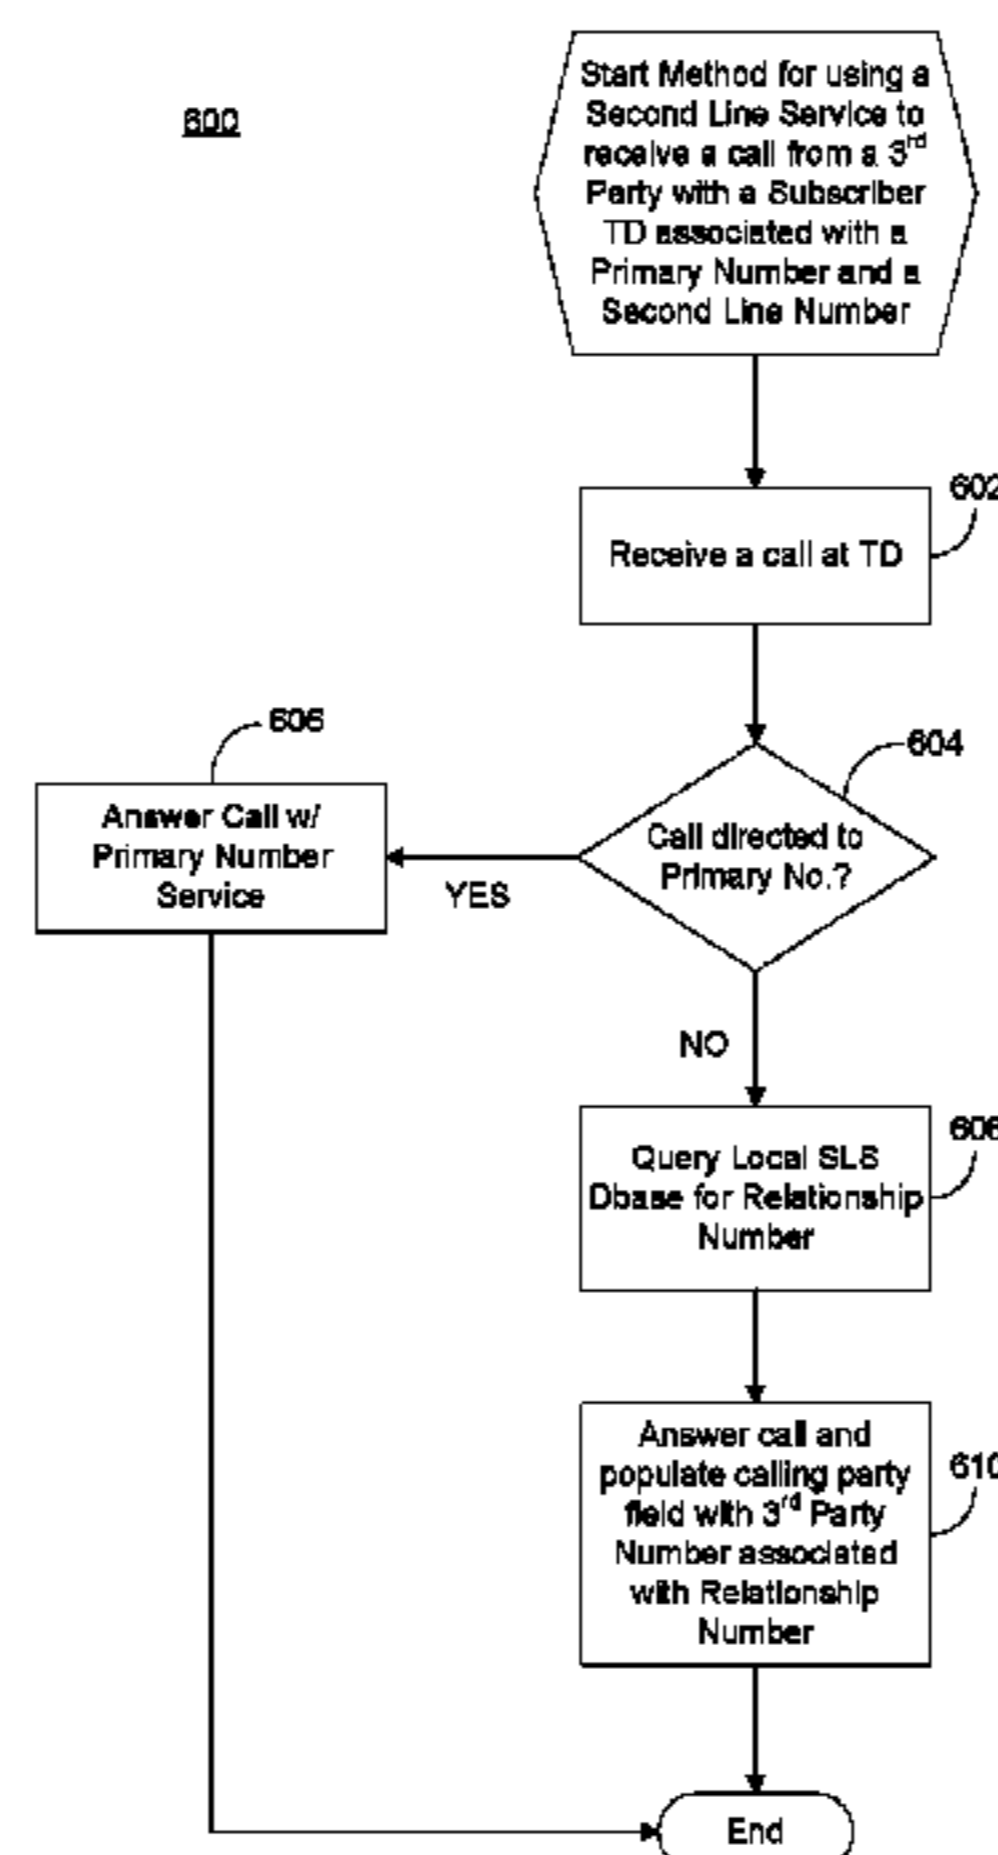 600
Start Method for using a
Second Line Service to
receive a call from a 3rd
Party with a Subscriber
TD associated with a
Primary Number and a
Second Line Number
602
Receive a call at TD
606
604
Answer Call w/
Primary Number
Service
Call directed to
Primary No.?
YES
NO
Query Local SLS
Dbase for Relationship
Number
Answer call and
populate calling party
field with 3rd Party
Number associated
with Relationship
Number
610
End